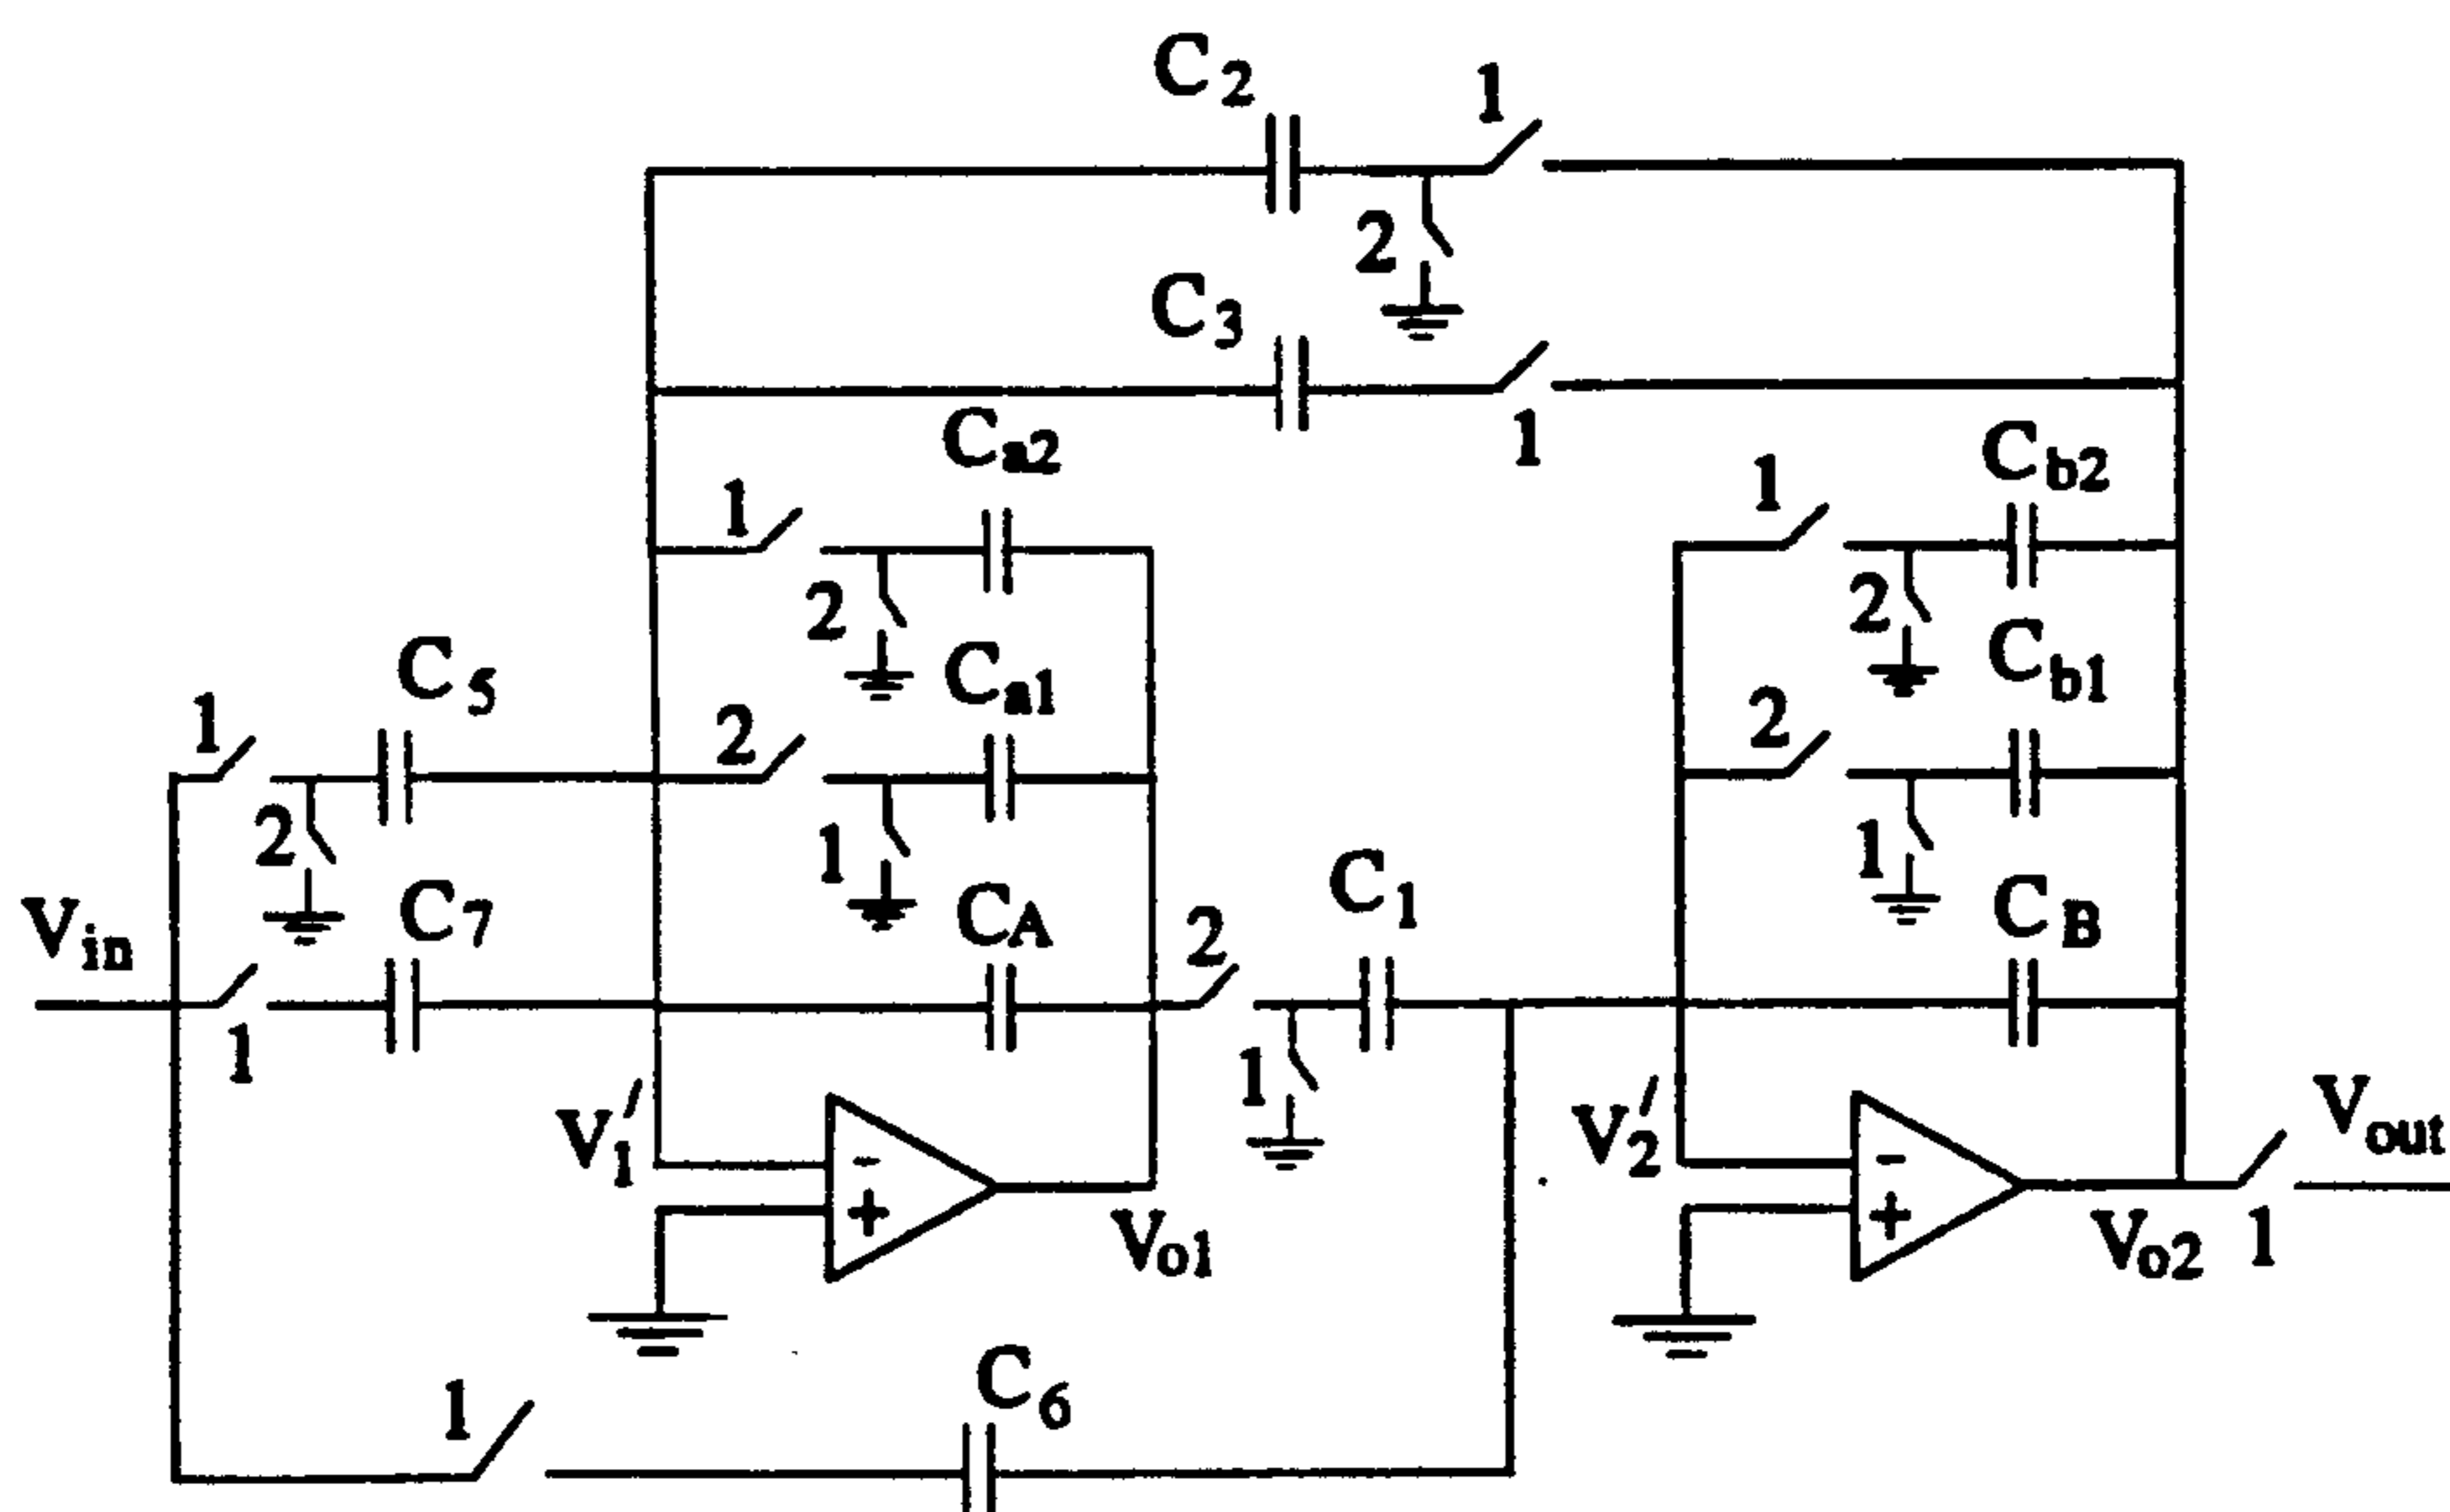 C2 1
2
C3
1
Ca2 Cb2
1 1
2 2
C5 Ca1 Cb1
1 2 2
2 1 1
C7 CA C1 CB
Vin 2
1 1
V1′ V2′ Vout
- -
+ +
Vo1 Vo2 1
C6
1